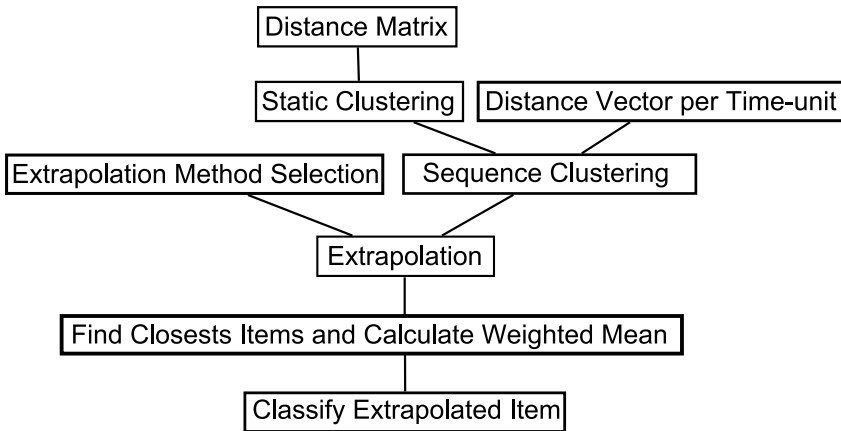 Distance Matrix
Static Clustering
Distance Vector per Time-unit
Extrapolation Method Selection
Sequence Clustering
Extrapolation
Find Closests Items and Calculate Weighted Mean
Classify Extrapolated Item